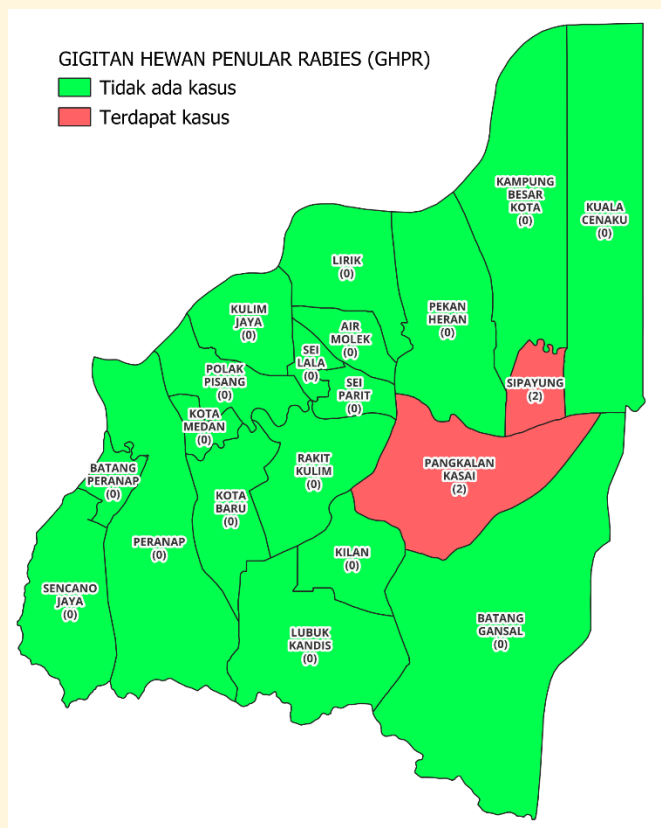 GIGITAN HEWAN PENULAR RABIES (GHPR)
Tidak ada kasus
Terdapat kasus
KAMPUNG
BESAR
KOTA
(0)
KUALA
CENAKU
(0)
LIRIK
(0)
PEKAN
HERAN
(0)
KULIM
JAYA
(0)
AIR
MOLEK
(0)
SEI
LALA
(0)
POLAK
PISANG
(0)
SEI
PARIT
(0)
SIPAYUNG
(2)
KOTA
MEDAN
(0)
RAKIT
KULIM
(0)
PANGKALAN
KASAI
(2)
BATANG
PERANAP
(0)
KOTA
BARU
(0)
PERANAP
(0)
KILAN
(0)
SENCANO
JAYA
(0)
LUBUK
KANDIS
(0)
BATANG
GANSAL
(0)